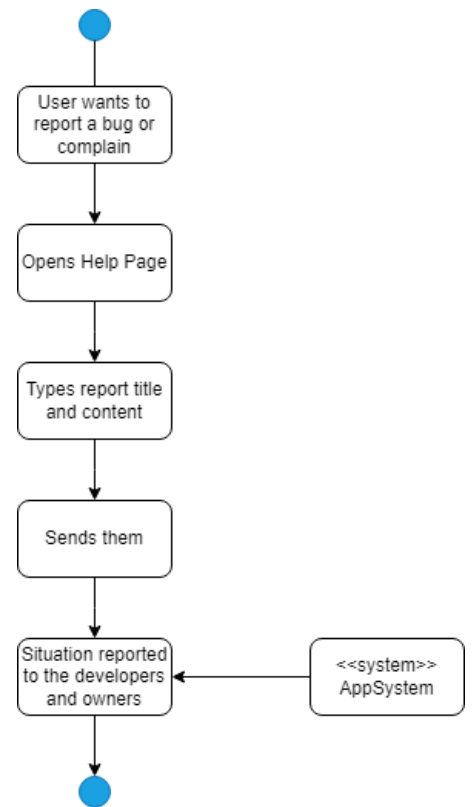 User wants to
report a bug or
complain
Opens Help Page
Types report title
and content
Sends them
Situation reported
to the developers
and owners
<<system>>
AppSystem